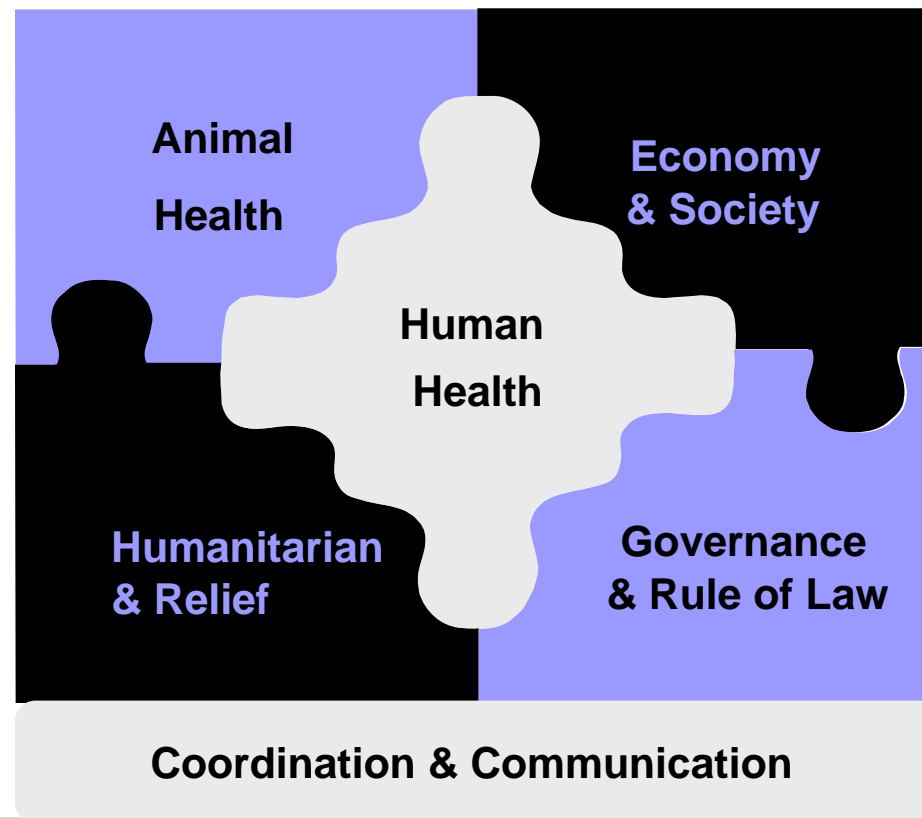 Animal
Health
Economy
& Society
Human
Health
Humanitarian
& Relief
Governance
& Rule of Law
Coordination & Communication